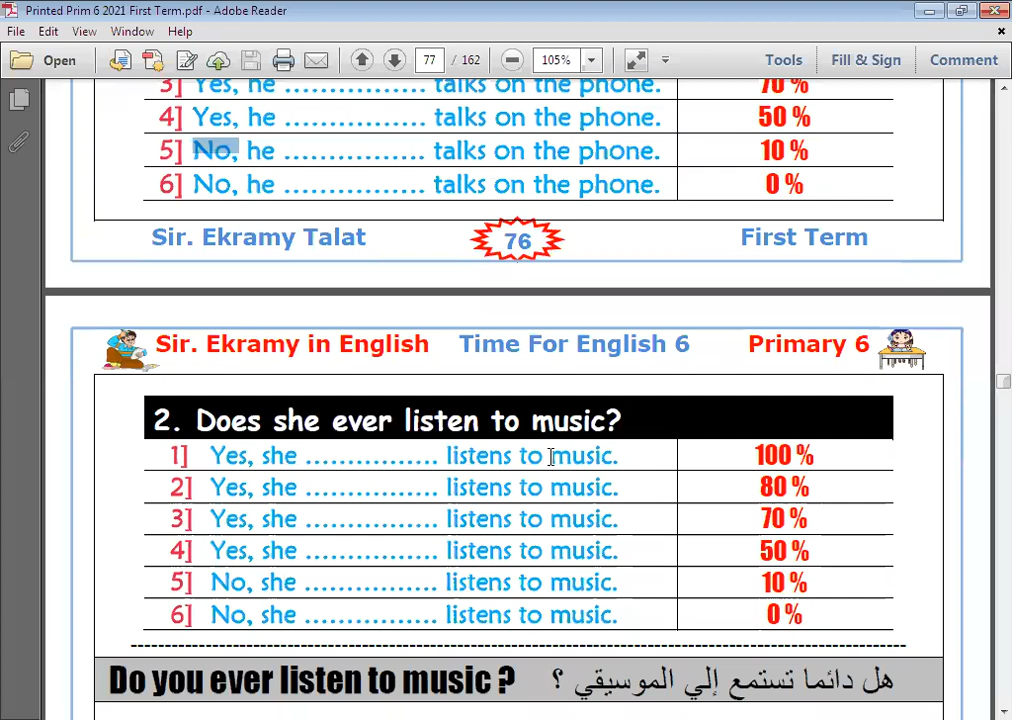 Printed Prim 6 2021 First Term.pdf - Adobe Reader
File Edit View Window Help
Open 77 / 162 105% Tools Fill & Sign Comment
3] Yes, he ................ talks on the phone. 70 %
4] Yes, he ................ talks on the phone. 50 %
5] No, he ................ talks on the phone. 10 %
6] No, he ................ talks on the phone. 0 %
Sir. Ekramy Talat 76 First Term
Sir. Ekramy in English Time For English 6 Primary 6
2. Does she ever listen to music?
1] Yes, she ............... listens to music. 100 %
2] Yes, she ............... listens to music. 80 %
3] Yes, she ............... listens to music. 70 %
4] Yes, she ............... listens to music. 50 %
5] No, she ............... listens to music. 10 %
6] No, she ............... listens to music. 0 %
Do you ever listen to music ? هل دائما تستمع إلي الموسيقي ؟